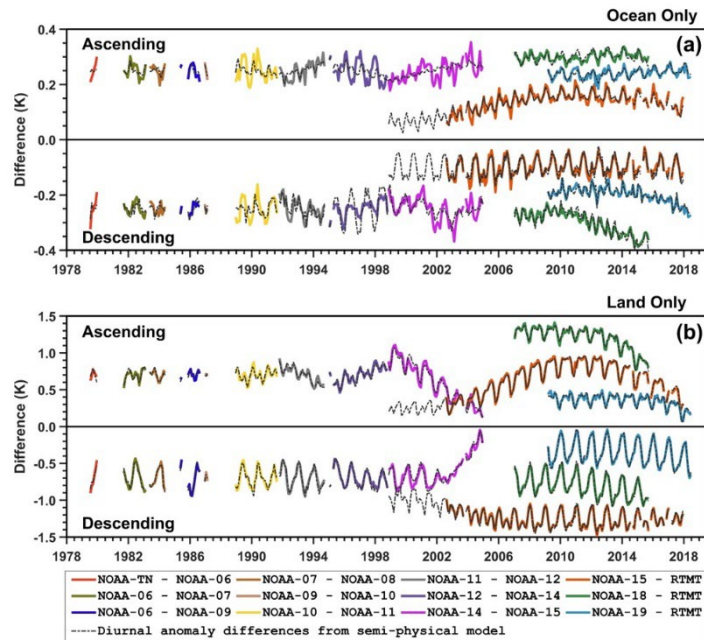 Ocean Only
Ascending
(a)
Difference (K)
0.4
0.2
0.0
-0.2
-0.4
Descending
1978 1982 1986 1990 1994 1998 2002 2006 2010 2014 2018
Land Only
Ascending
(b)
Difference (K)
1.5
1.0
0.5
0.0
-0.5
-1.0
-1.5
Descending
1978 1982 1986 1990 1994 1998 2002 2006 2010 2014 2018
NOAA-TN - NOAA-06 NOAA-07 - NOAA-08 NOAA-11 - NOAA-12 NOAA-15 - RTMT
NOAA-06 - NOAA-07 NOAA-09 - NOAA-10 NOAA-12 - NOAA-14 NOAA-18 - RTMT
NOAA-06 - NOAA-09 NOAA-10 - NOAA-11 NOAA-14 - NOAA-15 NOAA-19 - RTMT
Diurnal anomaly differences from semi-physical model